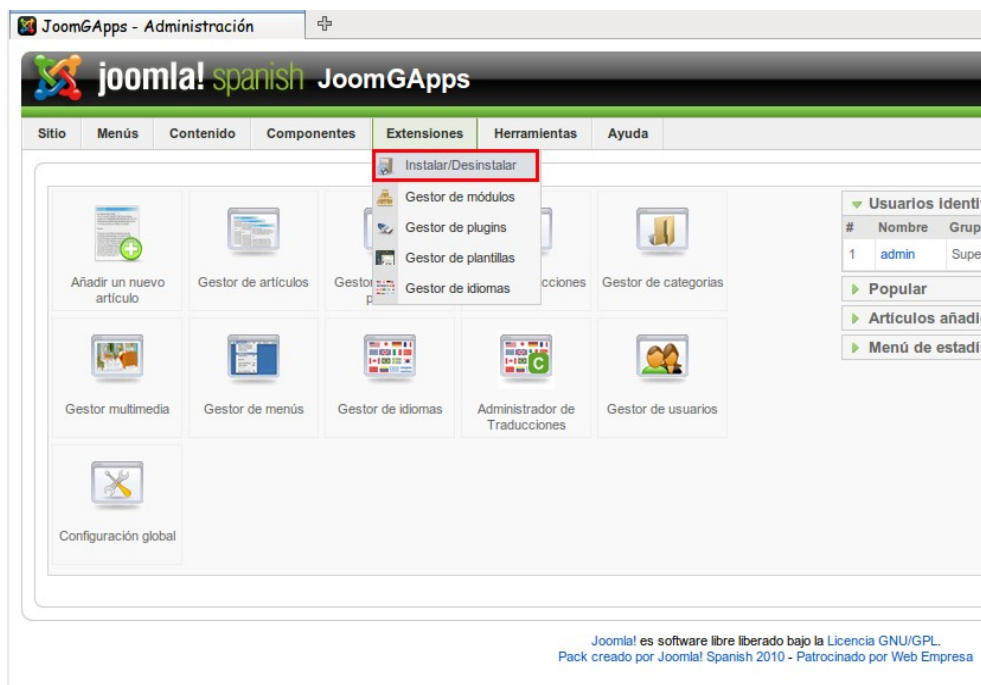 JoomGApps - Administración
joomla! spanish JoomGApps
Sitio Menús Contenido Componentes Extensiones Herramientas Ayuda
Instalar/Desinstalar
Gestor de módulos
Gestor de plugins
Gestor de plantillas
Gestor de idiomas
Añadir un nuevo
artículo
Gestor de artículos
Gestor
p
cciones
Gestor de categorias
Gestor multimedia
Gestor de menús
Gestor de idiomas
Administrador de
Traducciones
Gestor de usuarios
Configuración global
Usuarios identi
# Nombre Grup
1 admin Supe
Popular
Artículos añadi
Menú de estadí
Joomla! es software libre liberado bajo la Licencia GNU/GPL.
Pack creado por Joomla! Spanish 2010 - Patrocinado por Web Empresa